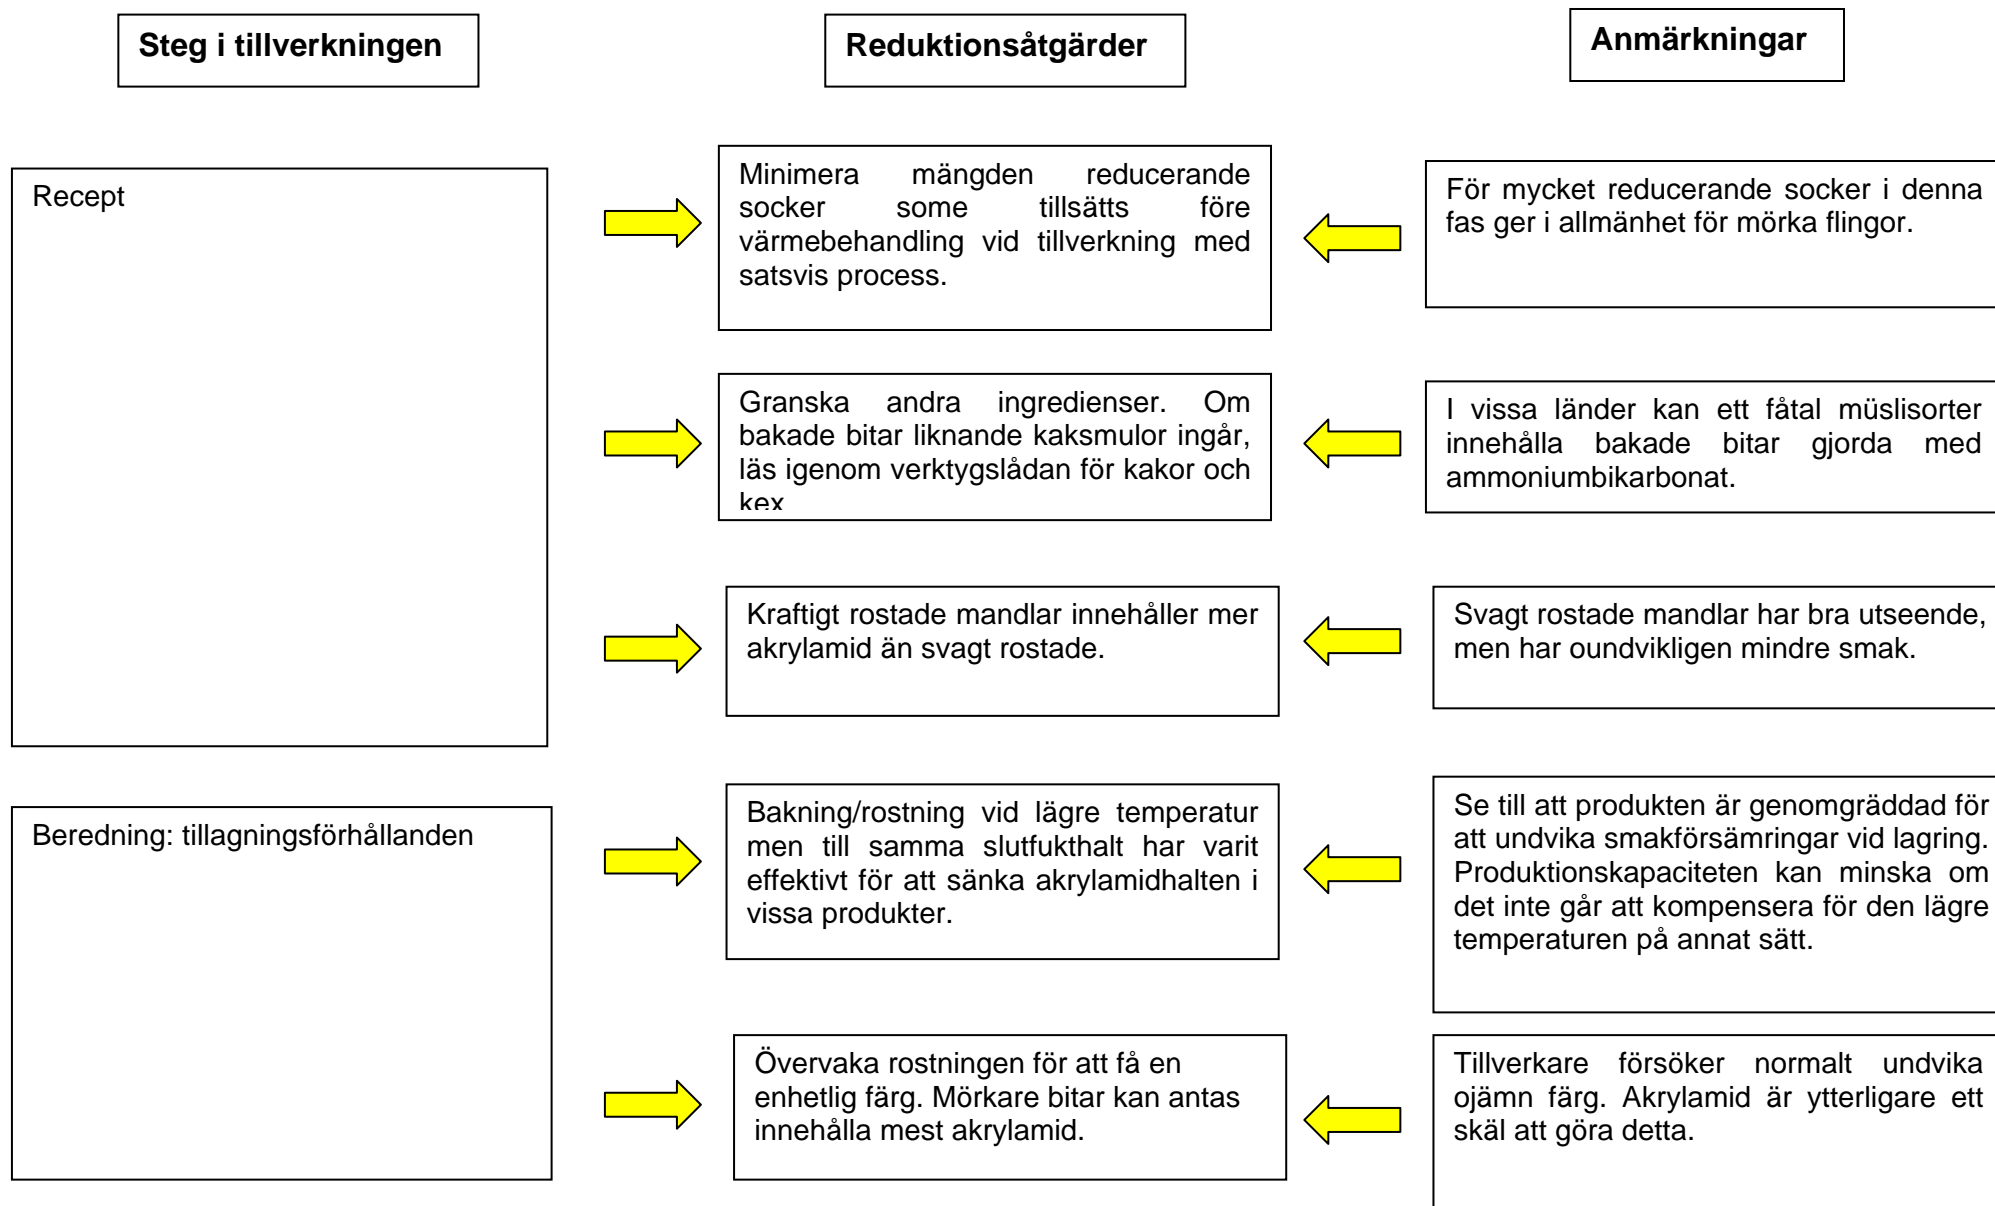 Steg i tillverkningen
Reduktionsåtgärder
Anmärkningar
Recept
Minimera mängden reducerande
socker some tillsätts före
värmebehandling vid tillverkning med
satsvis process.
För mycket reducerande socker i denna
fas ger i allmänhet för mörka flingor.
Granska andra ingredienser. Om
bakade bitar liknande kaksmulor ingår,
läs igenom verktygslådan för kakor och
kex
I vissa länder kan ett fåtal müslisorter
innehålla bakade bitar gjorda med
ammoniumbikarbonat.
Kraftigt rostade mandlar innehåller mer
akrylamid än svagt rostade.
Svagt rostade mandlar har bra utseende,
men har oundvikligen mindre smak.
Beredning: tillagningsförhållanden
Bakning/rostning vid lägre temperatur
men till samma slutfukthalt har varit
effektivt för att sänka akrylamidhalten i
vissa produkter.
Se till att produkten är genomgräddad för
att undvika smakförsämringar vid lagring.
Produktionskapaciteten kan minska om
det inte går att kompensera för den lägre
temperaturen på annat sätt.
Övervaka rostningen för att få en
enhetlig färg. Mörkare bitar kan antas
innehålla mest akrylamid.
Tillverkare försöker normalt undvika
ojämn färg. Akrylamid är ytterligare ett
skäl att göra detta.